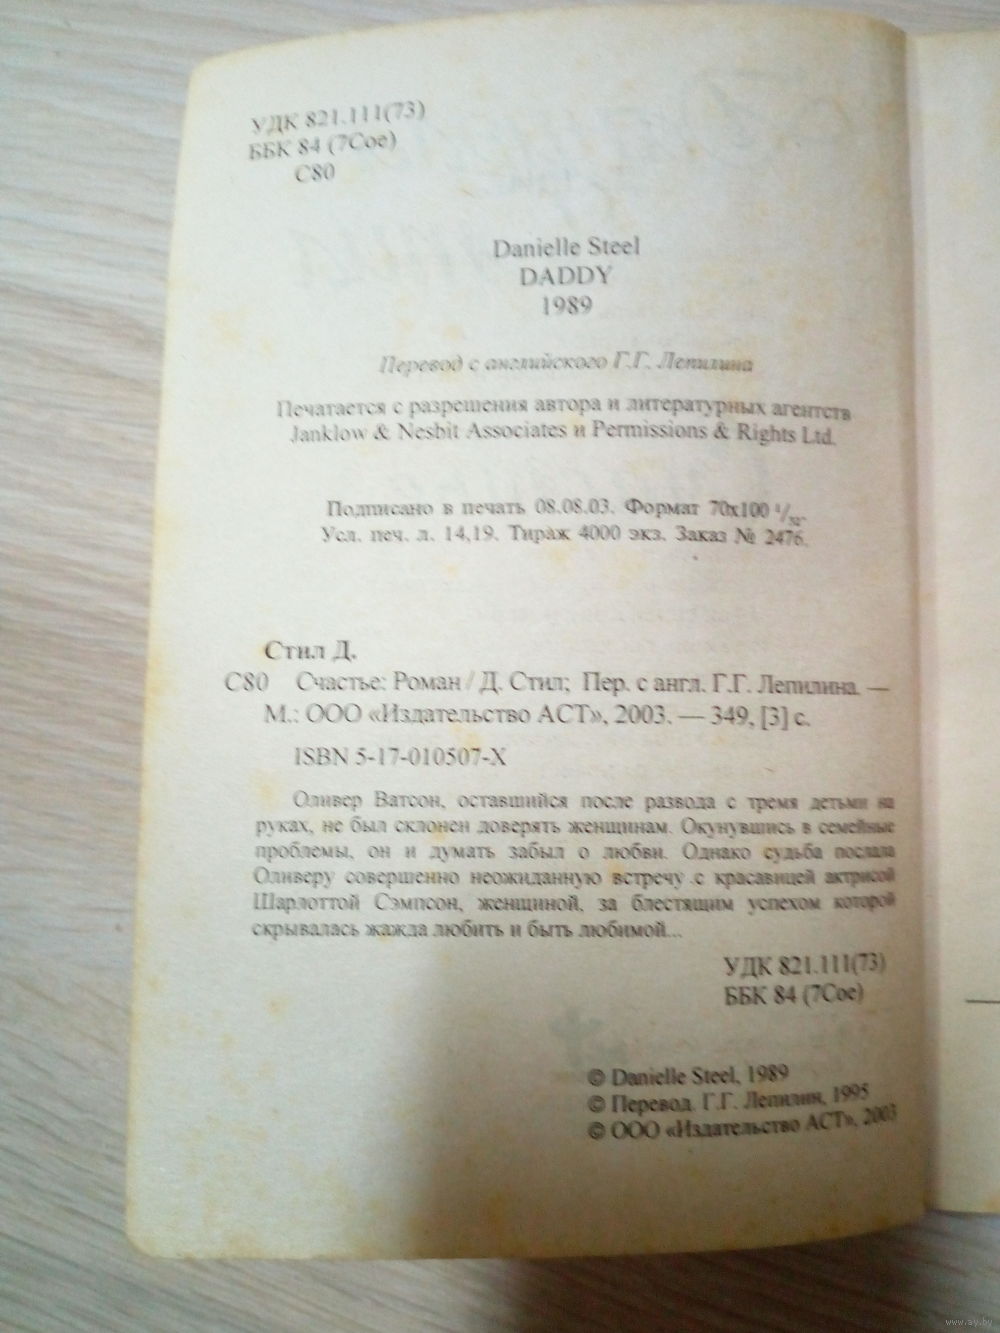 УДК 821.111(73)
ББК 84 (7Сое)
С80
Danielle Steel
DADDY
1989
Перевод с английского Г.Г. Лепилина
Печатается с разрешения автора и литературных агентств
Janklow & Nesbit Associates и Permissions & Rights Ltd.
Подписано в печать 08.08.03. Формат 70х100 1/32.
Усл. печ. л. 14,19. Тираж 4000 экз. Заказ № 2476.
Стил Д.
С80 Счастье: Роман / Д. Стил; Пер. с англ. Г.Г. Лепилина. —
М.: ООО «Издательство АСТ», 2003. — 349, [3] с.
ISBN 5-17-010507-X
Оливер Ватсон, оставшийся после развода с тремя детьми на
руках, не был склонен доверять женщинам. Окунувшись в семейные
проблемы, он и думать забыл о любви. Однако судьба послала
Оливеру совершенно неожиданную встречу с красавицей актрисой
Шарлоттой Сэмпсон, женщиной, за блестящим успехом которой
скрывалась жажда любить и быть любимой...
УДК 821.111(73)
ББК 84 (7Сое)
© Danielle Steel, 1989
© Перевод. Г.Г. Лепилин, 1995
© ООО «Издательство АСТ», 2003
www.ay.by